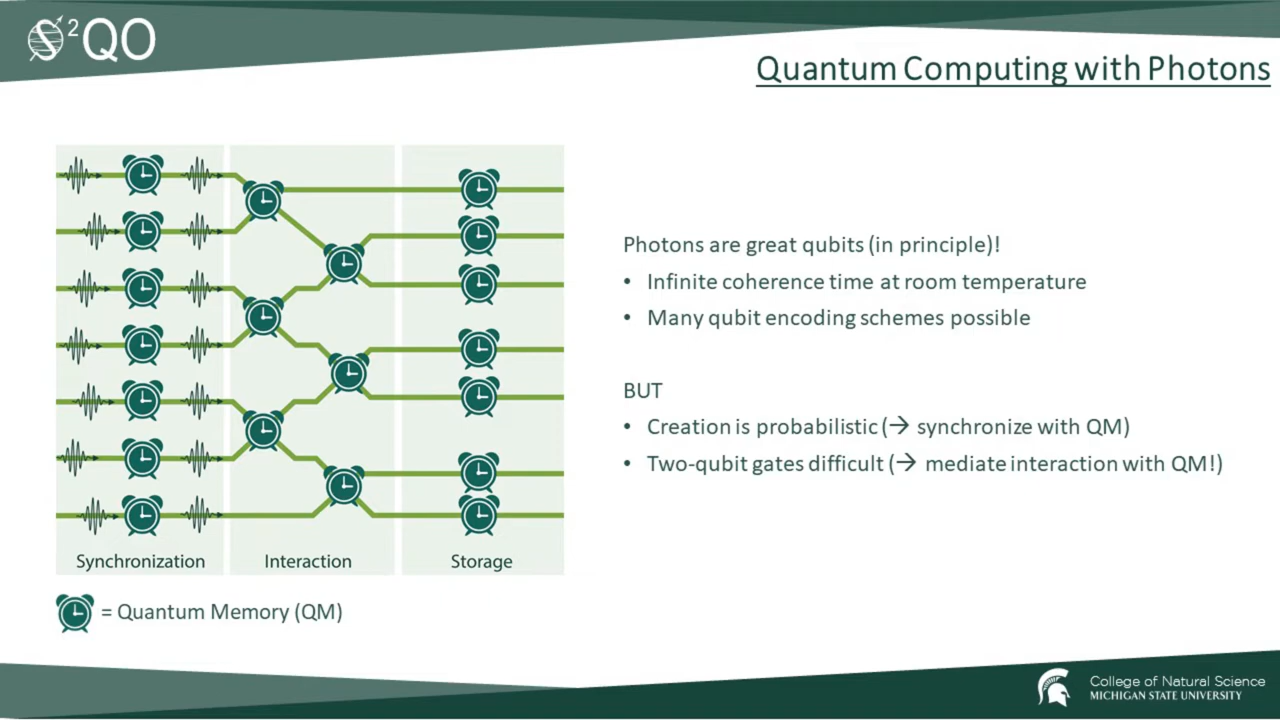 S²QO
Quantum Computing with Photons
Synchronization
Interaction
Storage
= Quantum Memory (QM)
Photons are great qubits (in principle)!
• Infinite coherence time at room temperature
• Many qubit encoding schemes possible
BUT
• Creation is probabilistic (→ synchronize with QM)
• Two-qubit gates difficult (→ mediate interaction with QM!)
College of Natural Science
MICHIGAN STATE UNIVERSITY